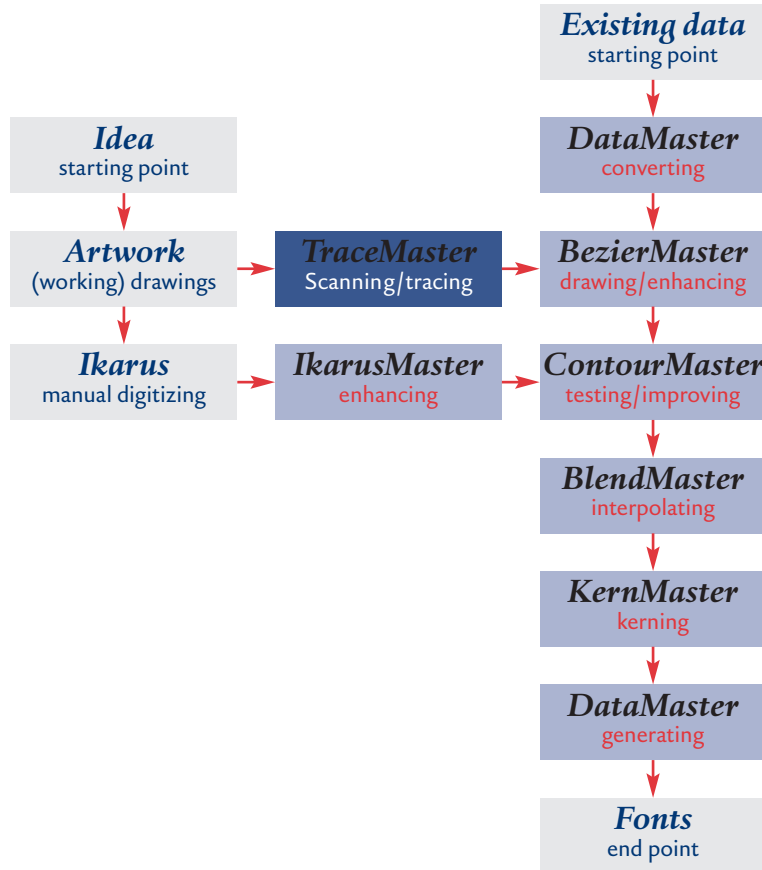 Existing data
starting point
Idea
starting point
DataMaster
converting
Artwork
(working) drawings
TraceMaster
Scanning/tracing
BezierMaster
drawing/enhancing
Ikarus
manual digitizing
IkarusMaster
enhancing
ContourMaster
testing/improving
BlendMaster
interpolating
KernMaster
kerning
DataMaster
generating
Fonts
end point